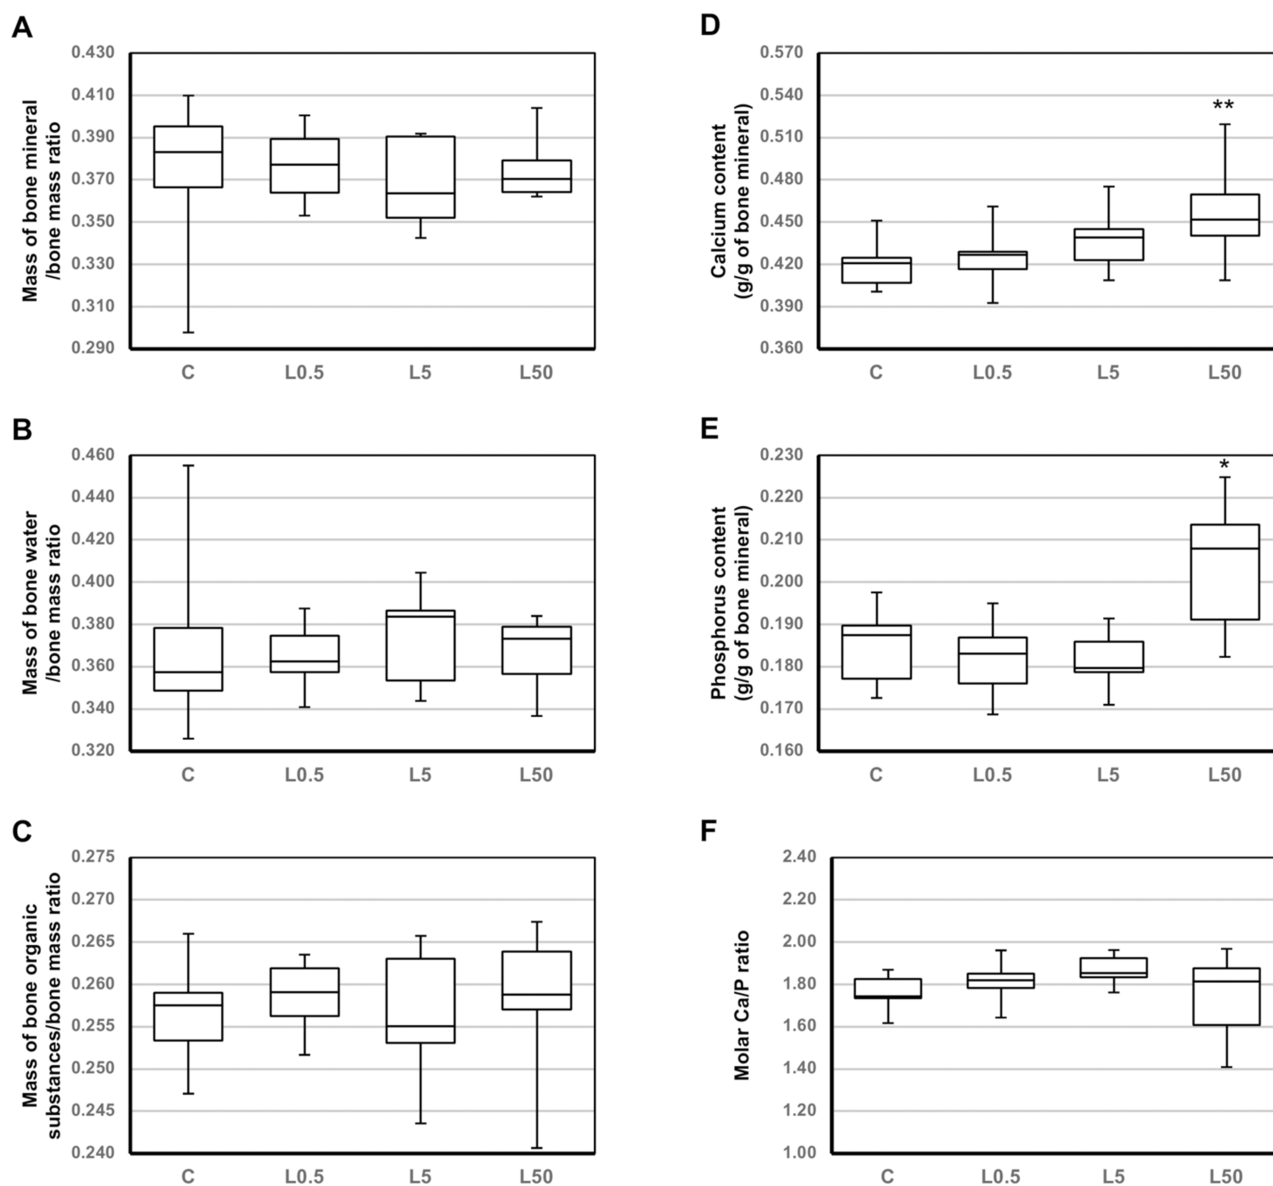 A
Mass of bone mineral
/bone mass ratio
0.430
0.410
0.390
0.370
0.350
0.330
0.310
0.290
C L0.5 L5 L50
D
Calcium content
(g/g of bone mineral)
0.570
0.540
0.510
0.480
0.450
0.420
0.390
0.360
**
C L0.5 L5 L50
B
Mass of bone water
/bone mass ratio
0.460
0.440
0.420
0.400
0.380
0.360
0.340
0.320
C L0.5 L5 L50
E
Phosphorus content
(g/g of bone mineral)
0.230
0.220
0.210
0.200
0.190
0.180
0.170
0.160
*
C L0.5 L5 L50
C
Mass of bone organic
substances/bone mass ratio
0.275
0.270
0.265
0.260
0.255
0.250
0.245
0.240
C L0.5 L5 L50
F
Molar Ca/P ratio
2.40
2.20
2.00
1.80
1.60
1.40
1.20
1.00
C L0.5 L5 L50